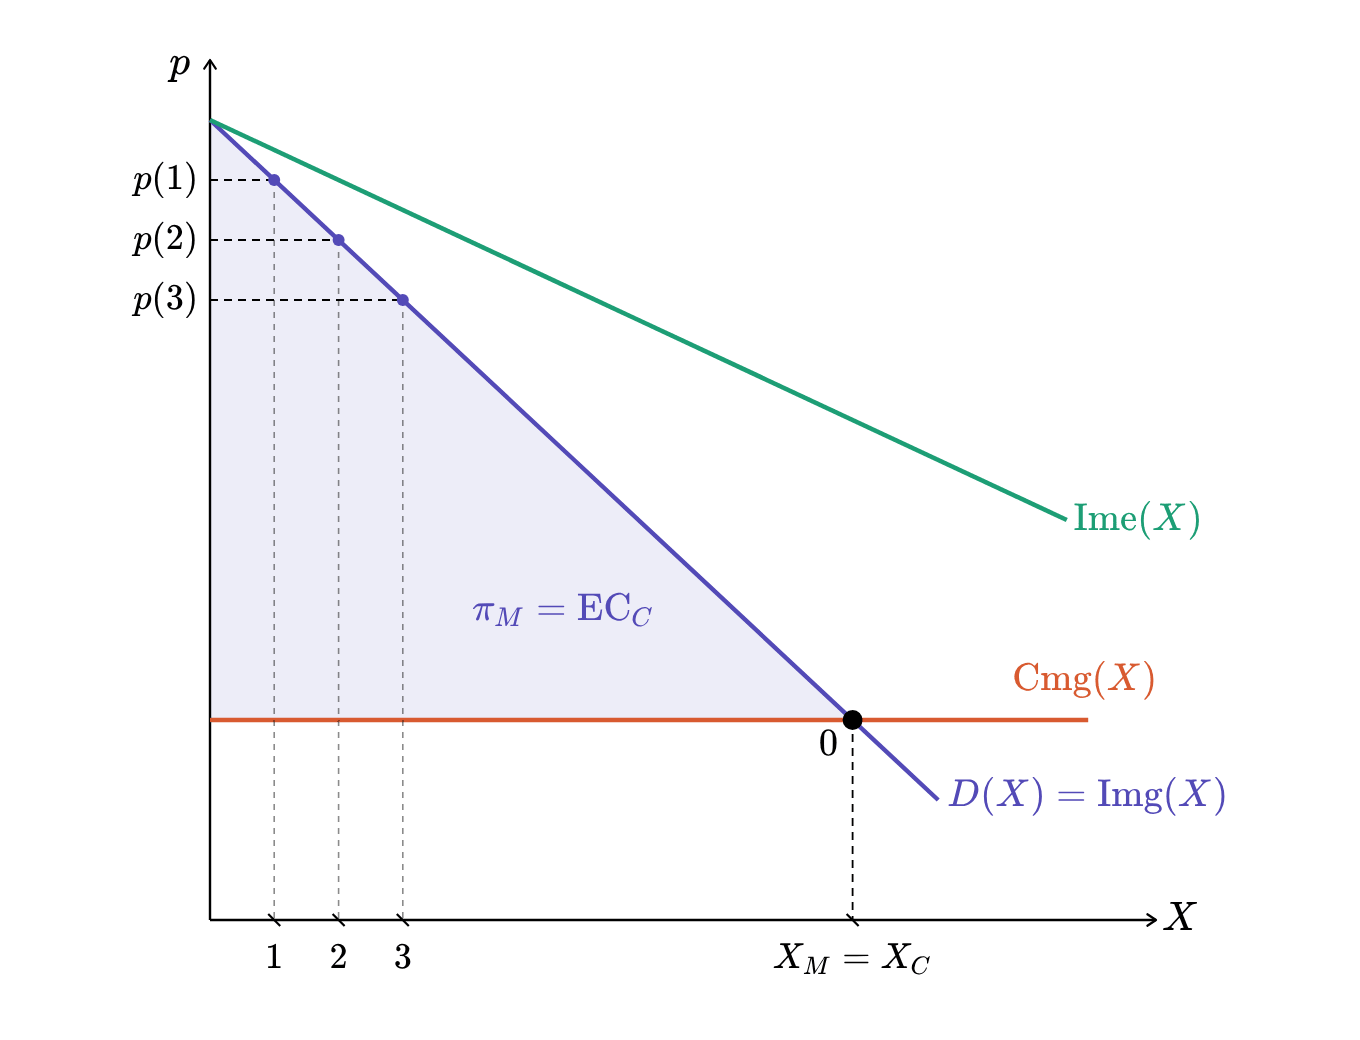 p
p(1)
p(2)
p(3)
Ime(X)
π_M = EC_C
Cmg(X)
0
D(X) = Img(X)
X
1 2 3 X_M = X_C